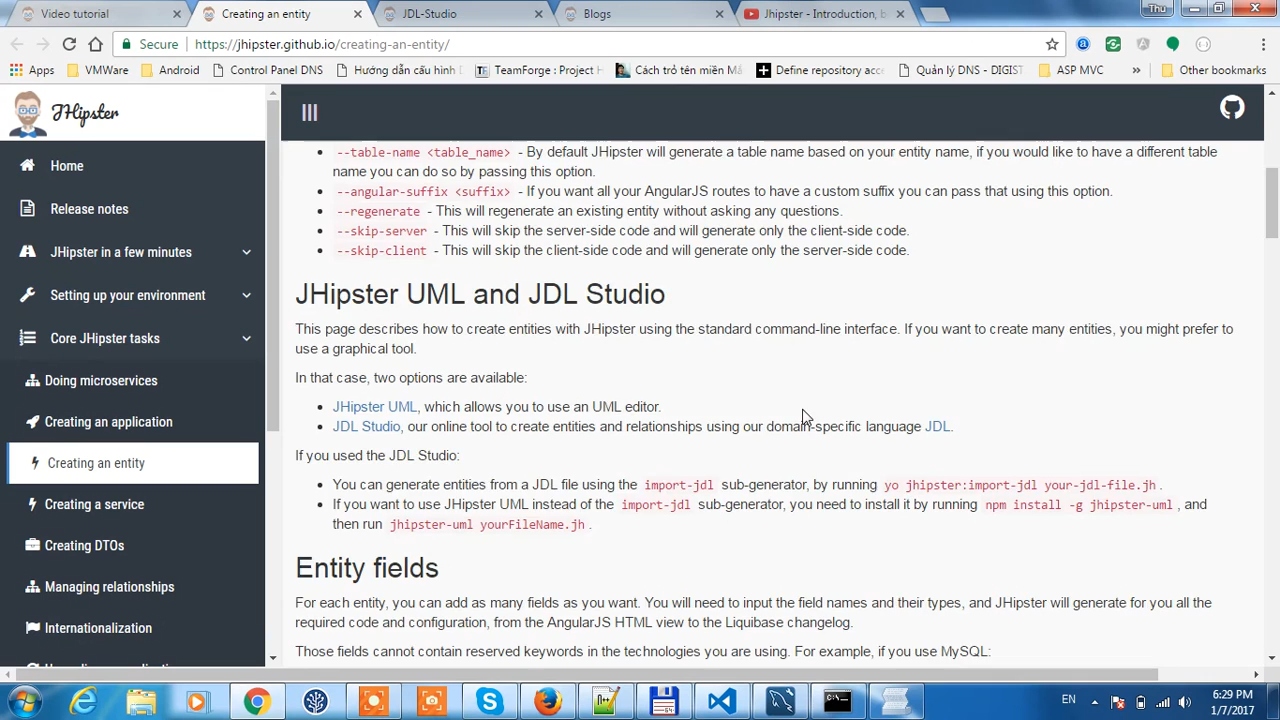 Video tutorial
Creating an entity
JDL-Studio
Blogs
Jhipster - Introduction, b
Thu
Secure
https://jhipster.github.io/creating-an-entity/
Apps
VMWare
Android
Control Panel DNS
Hướng dẫn cấu hình
TeamForge : Project H
Cách trỏ tên miền Mã
Define repository acc
Quản lý DNS - DIGIST
ASP MVC
»
Other bookmarks
JHipster
Home
Release notes
JHipster in a few minutes
Setting up your environment
Core JHipster tasks
Doing microservices
Creating an application
Creating an entity
Creating a service
Creating DTOs
Managing relationships
Internationalization
--table-name <table_name> - By default JHipster will generate a table name based on your entity name, if you would like to have a different table
name you can do so by passing this option.
--angular-suffix <suffix> - If you want all your AngularJS routes to have a custom suffix you can pass that using this option.
--regenerate - This will regenerate an existing entity without asking any questions.
--skip-server - This will skip the server-side code and will generate only the client-side code.
--skip-client - This will skip the client-side code and will generate only the server-side code.
JHipster UML and JDL Studio
This page describes how to create entities with JHipster using the standard command-line interface. If you want to create many entities, you might prefer to
use a graphical tool.
In that case, two options are available:
JHipster UML, which allows you to use an UML editor.
JDL Studio, our online tool to create entities and relationships using our domain-specific language JDL.
If you used the JDL Studio:
You can generate entities from a JDL file using the import-jdl sub-generator, by running yo jhipster:import-jdl your-jdl-file.jh.
If you want to use JHipster UML instead of the import-jdl sub-generator, you need to install it by running npm install -g jhipster-uml, and
then run jhipster-uml yourFileName.jh.
Entity fields
For each entity, you can add as many fields as you want. You will need to input the field names and their types, and JHipster will generate for you all the
required code and configuration, from the AngularJS HTML view to the Liquibase changelog.
Those fields cannot contain reserved keywords in the technologies you are using. For example, if you use MySQL:
EN
6:29 PM
1/7/2017